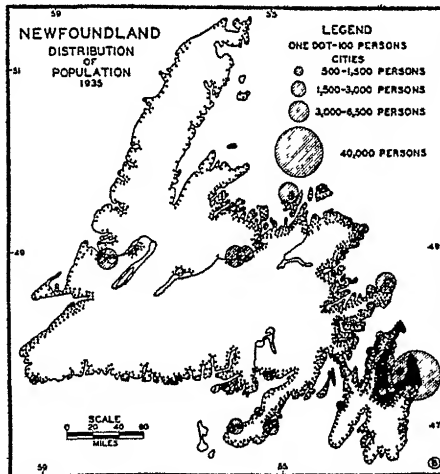 59
55
NEWFOUNDLAND
DISTRIBUTION
OF
POPULATION
1935
LEGEND
ONE DOT-100 PERSONS
CITIES
500-1,500 PERSONS
1,500-3,000 PERSONS
3,000-6,500 PERSONS
40,000 PERSONS
51
49
49
47
SCALE
0 20 40 60
MILES
59
55